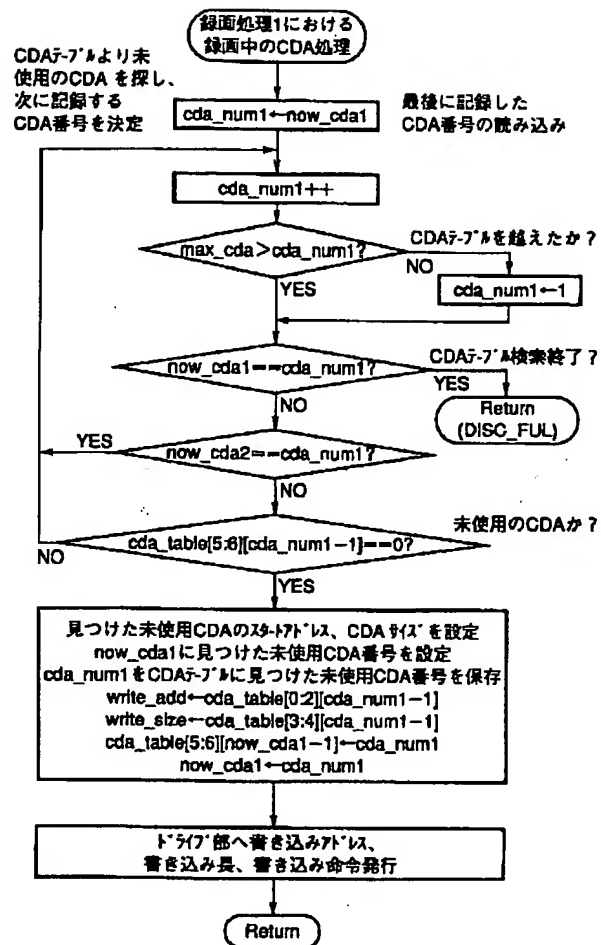 録画処理1における
録画中のCDA処理
CDAﾃｰﾌﾞﾙより未
使用のCDA を探し、
次に記録する
CDA番号を決定
cda_num1←now_cda1
最後に記録した
CDA番号の読み込み
cda_num1++
max_cda>cda_num1?
CDAﾃｰﾌﾞﾙを越えたか？
NO
YES
cda_num1←1
now_cda1==cda_num1?
CDAﾃｰﾌﾞﾙ検索終了？
YES
NO
Return
(DISC_FUL)
YES
now_cda2==cda_num1?
NO
未使用のCDAか？
NO
cda_table[5:6][cda_num1−1]==0?
YES
見つけた未使用CDAのｽﾀｰﾄｱﾄﾞﾚｽ、CDA ｻｲｽﾞを設定
now_cda1に見つけた未使用CDA番号を設定
cda_num1をCDAﾃｰﾌﾞﾙに見つけた未使用CDA番号を保存
write_add←cda_table[0:2][cda_num1−1]
write_size←cda_table[3:4][cda_num1−1]
cda_table[5:6][now_cda1−1]←cda_num1
now_cda1←cda_num1
ﾄﾞﾗｲﾌﾞ部へ書き込みｱﾄﾞﾚｽ、
書き込み長、書き込み命令発行
Return